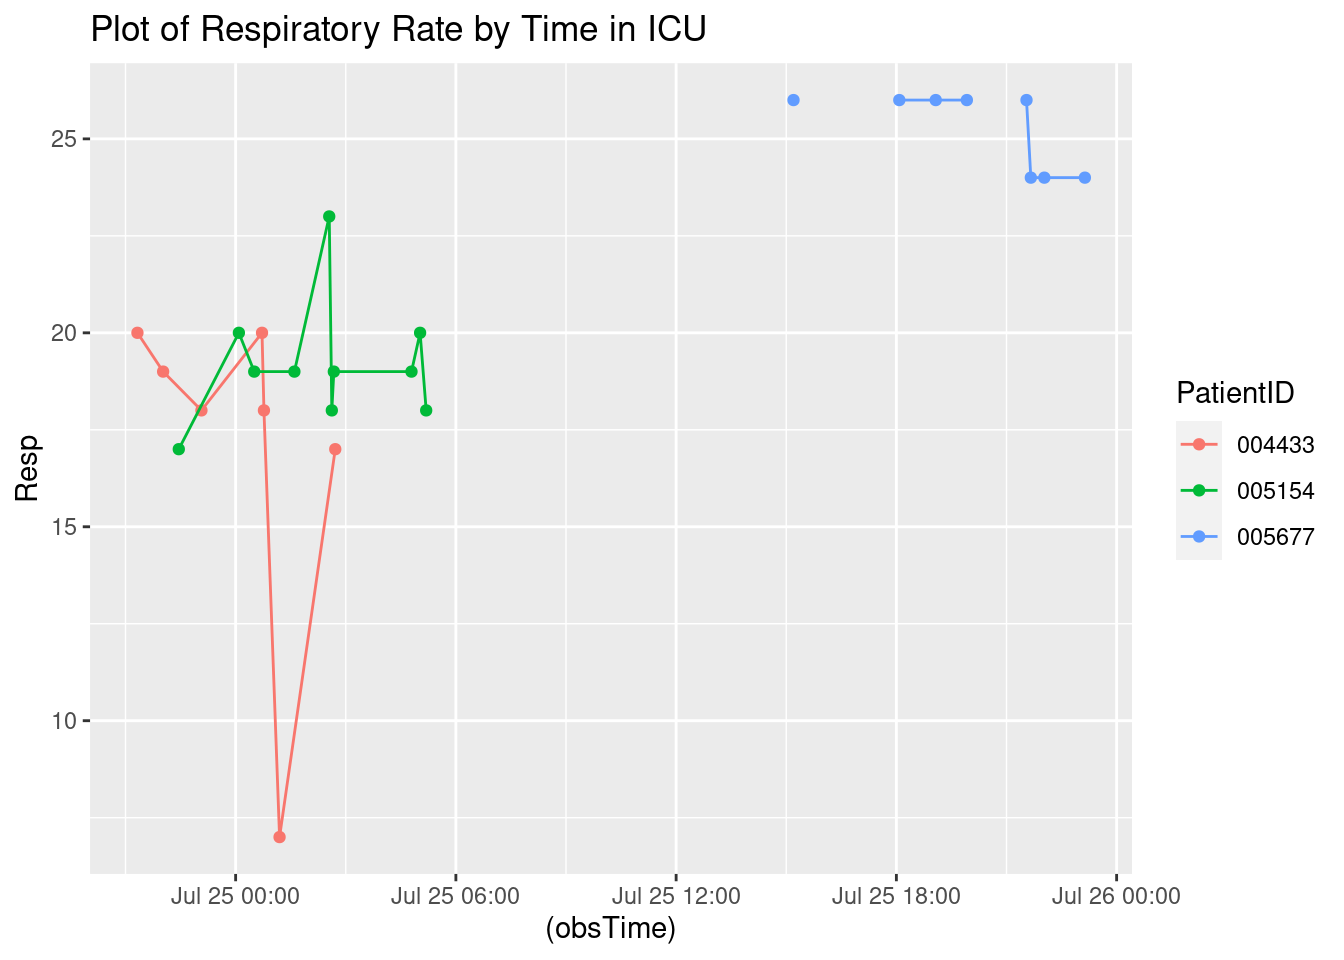 Plot of Respiratory Rate by Time in ICU
25
20
15
10
Resp
Jul 25 00:00 Jul 25 06:00 Jul 25 12:00 Jul 25 18:00 Jul 26 00:00
(obsTime)
PatientID
004433
005154
005677